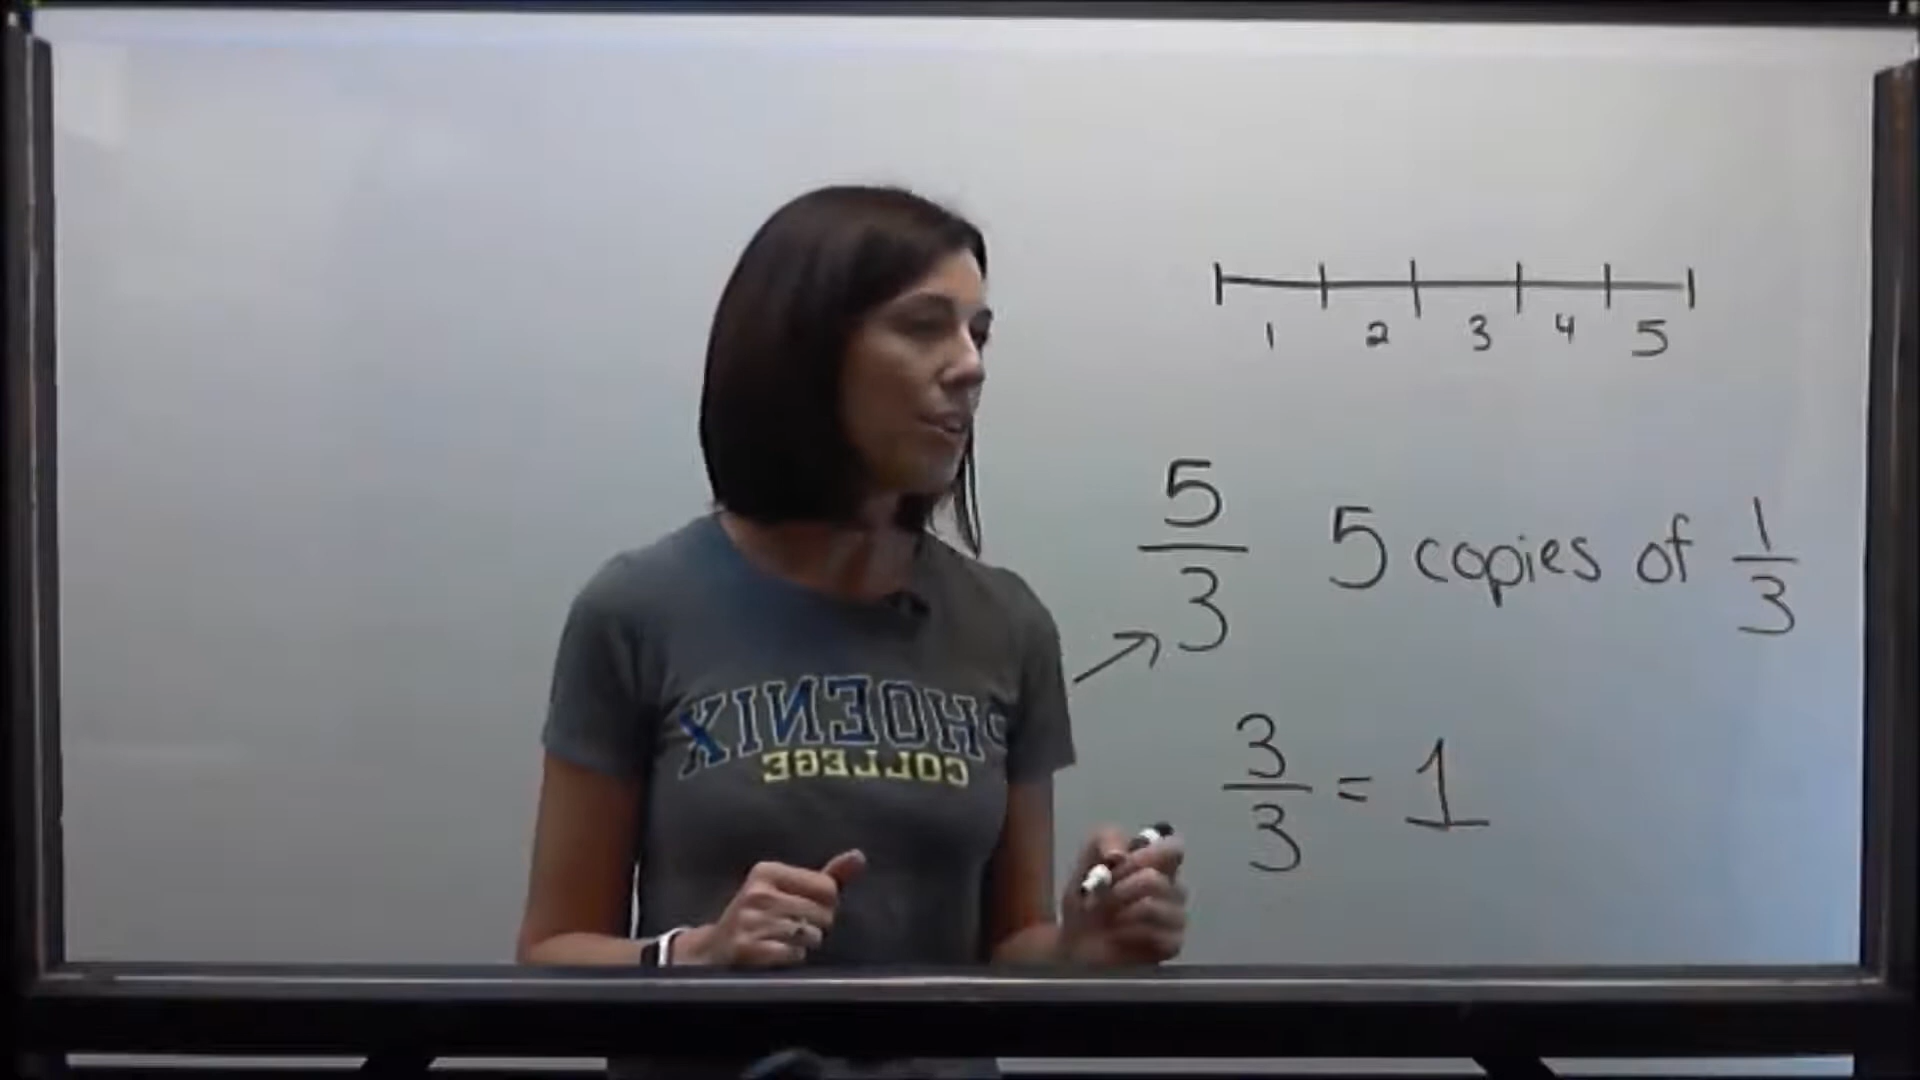 1 2 3 4 5
5/3 5 copies of 1/3
3/3 = 1
PHOENIX
COLLEGE